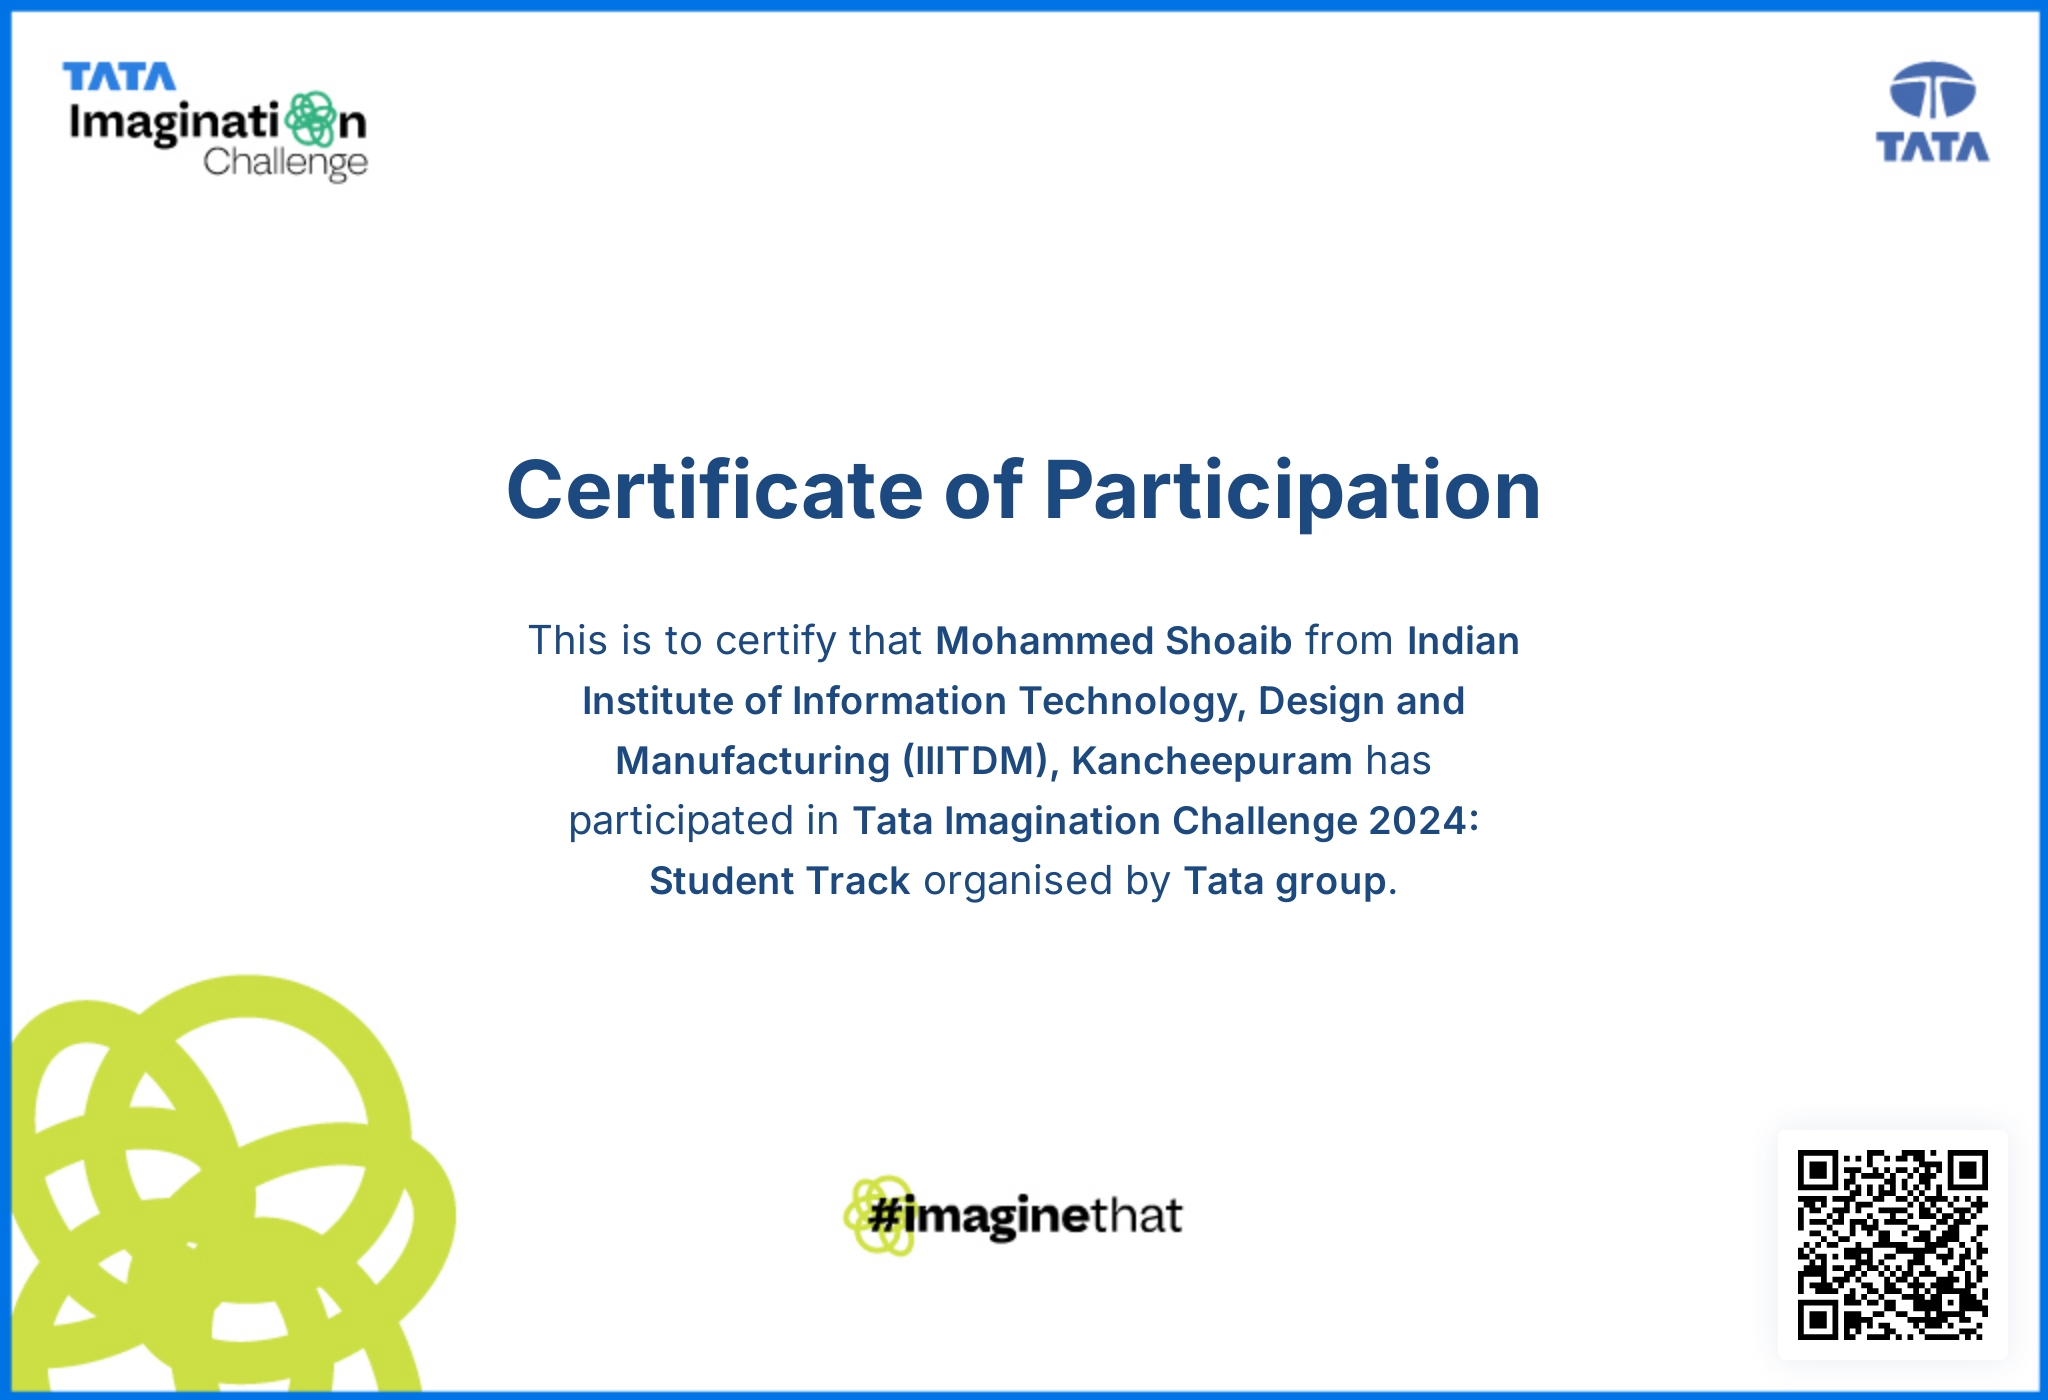 TATA
Imagination
Challenge
TATA
Certificate of Participation
This is to certify that Mohammed Shoaib from Indian
Institute of Information Technology, Design and
Manufacturing (IIITDM), Kancheepuram has
participated in Tata Imagination Challenge 2024:
Student Track organised by Tata group.
#imaginethat